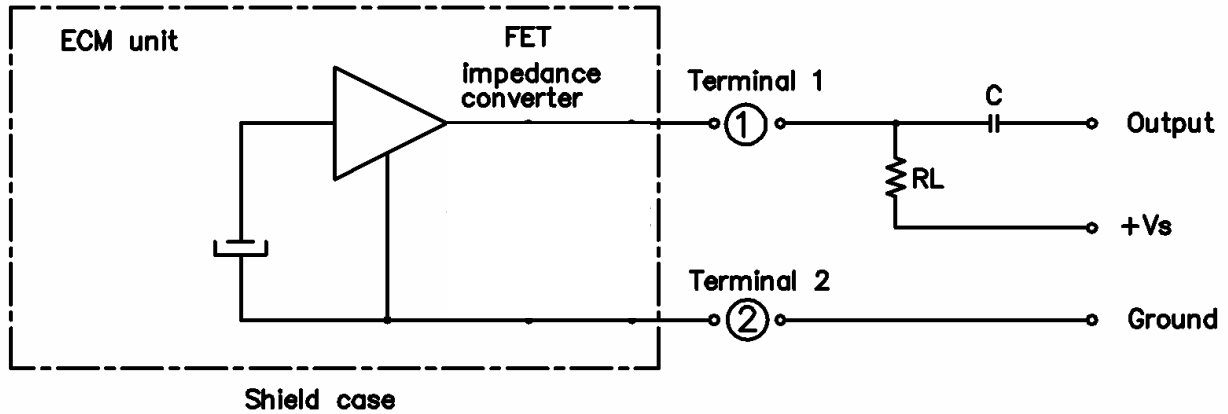 ECM unit
FET
impedance
converter
Terminal 1
1
C
Output
RL
+Vs
Terminal 2
2
Ground
Shield case